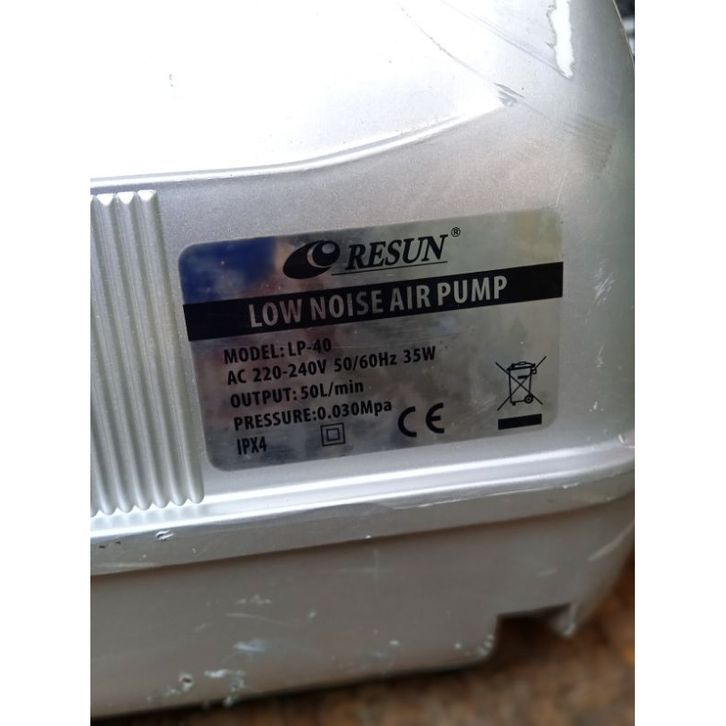 RESUN®
LOW NOISE AIR PUMP
MODEL: LP-40
AC 220-240V 50/60Hz 35W
OUTPUT: 50L/min
PRESSURE:0.030Mpa
IPX4 CE